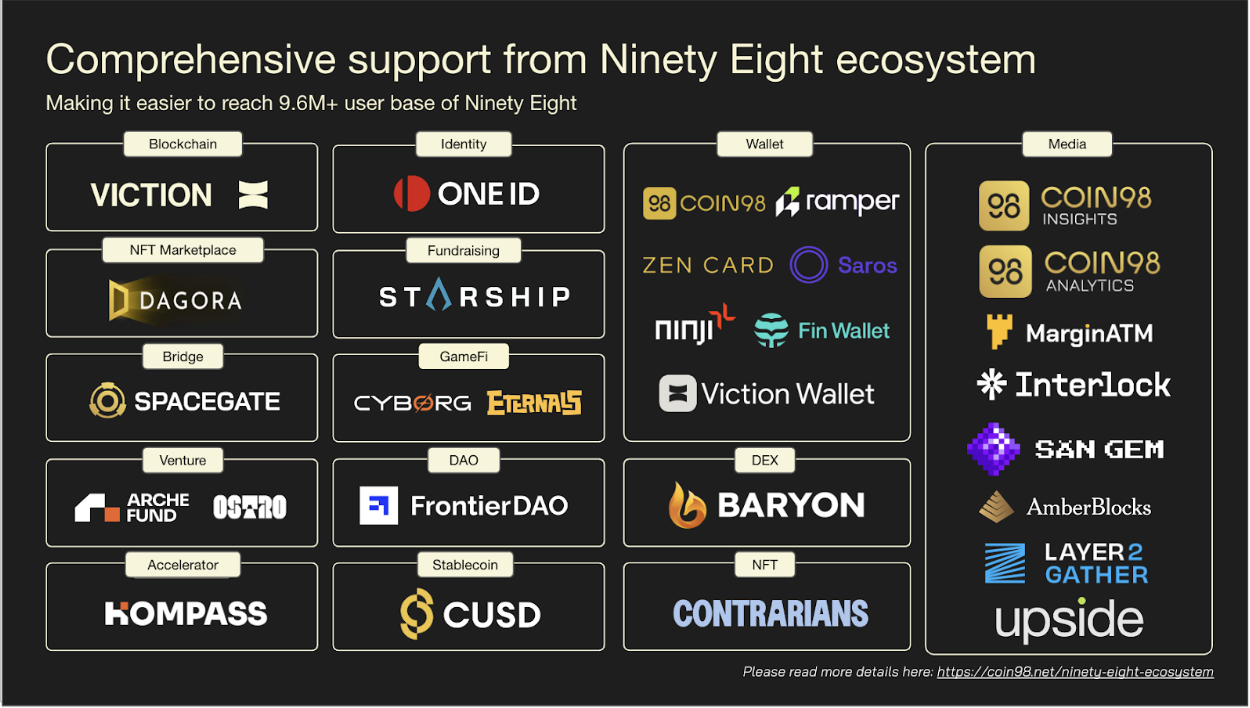 Comprehensive support from Ninety Eight ecosystem
Making it easier to reach 9.6M+ user base of Ninety Eight
Blockchain
VICTION
NFT Marketplace
DAGORA
Bridge
SPACEGATE
Venture
ARCHE
FUND
OSTRO
Accelerator
KOMPASS
Identity
ONE ID
Fundraising
STARSHIP
GameFi
CYBORG
ETERNALS
DAO
FrontierDAO
Stablecoin
CUSD
Wallet
98 COIN98
ramper
ZEN CARD
Saros
ninji
Fin Wallet
Viction Wallet
DEX
BARYON
NFT
CONTRARIANS
Media
98 COIN98
INSIGHTS
98 COIN98
ANALYTICS
MarginATM
Interlock
SAN GEM
AmberBlocks
LAYER2
GATHER
upside
Please read more details here: https://coin98.net/ninety-eight-ecosystem